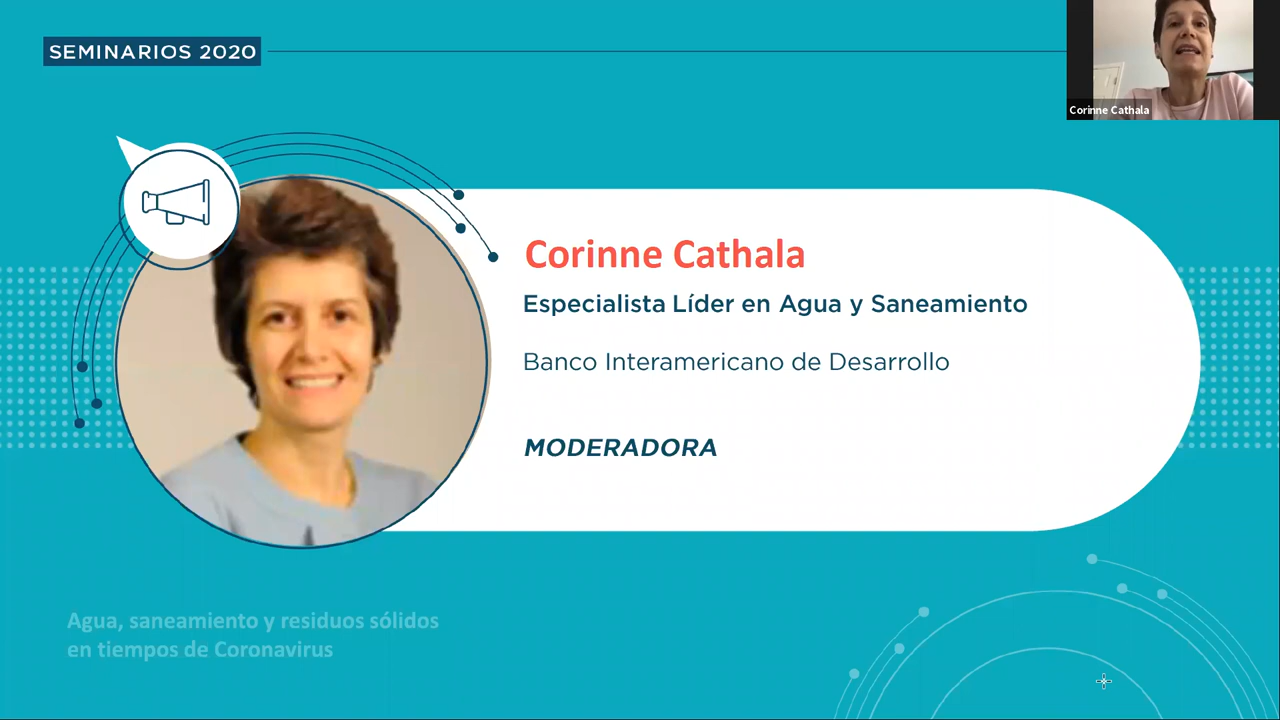 SEMINARIOS 2020
Corinne Cathala
Corinne Cathala
Especialista Líder en Agua y Saneamiento
Banco Interamericano de Desarrollo
MODERADORA
Agua, saneamiento y residuos sólidos
en tiempos de Coronavirus